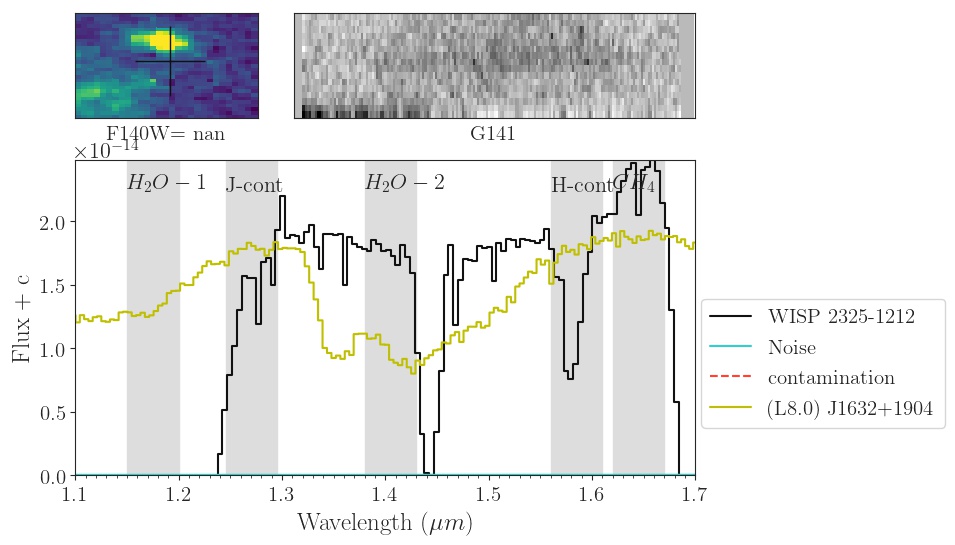 F140W= nan
G141
×10−14
H2O − 1
J-cont
H2O − 2
H-cont
CH4
Flux + c
2.0
1.5
1.0
0.5
0.0
1.1 1.2 1.3 1.4 1.5 1.6 1.7
Wavelength (μm)
WISP 2325-1212
Noise
contamination
(L8.0) J1632+1904